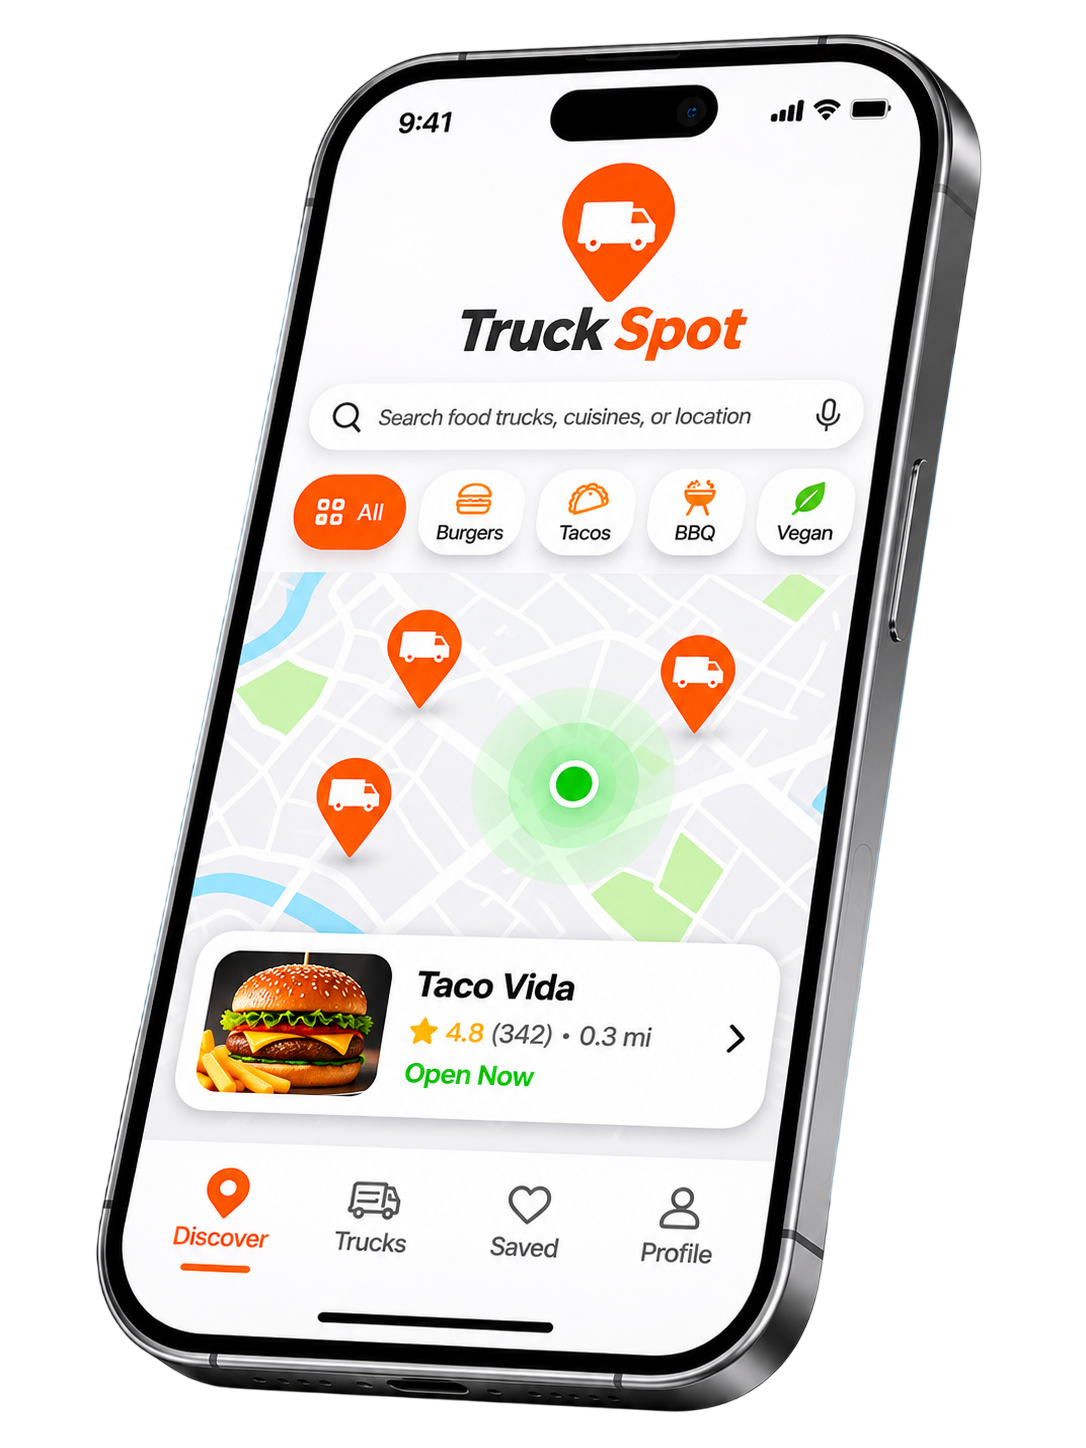 9:41
Truck Spot
Search food trucks, cuisines, or location
All
Burgers
Tacos
BBQ
Vegan
Taco Vida
4.8 (342) • 0.3 mi
Open Now
Discover
Trucks
Saved
Profile